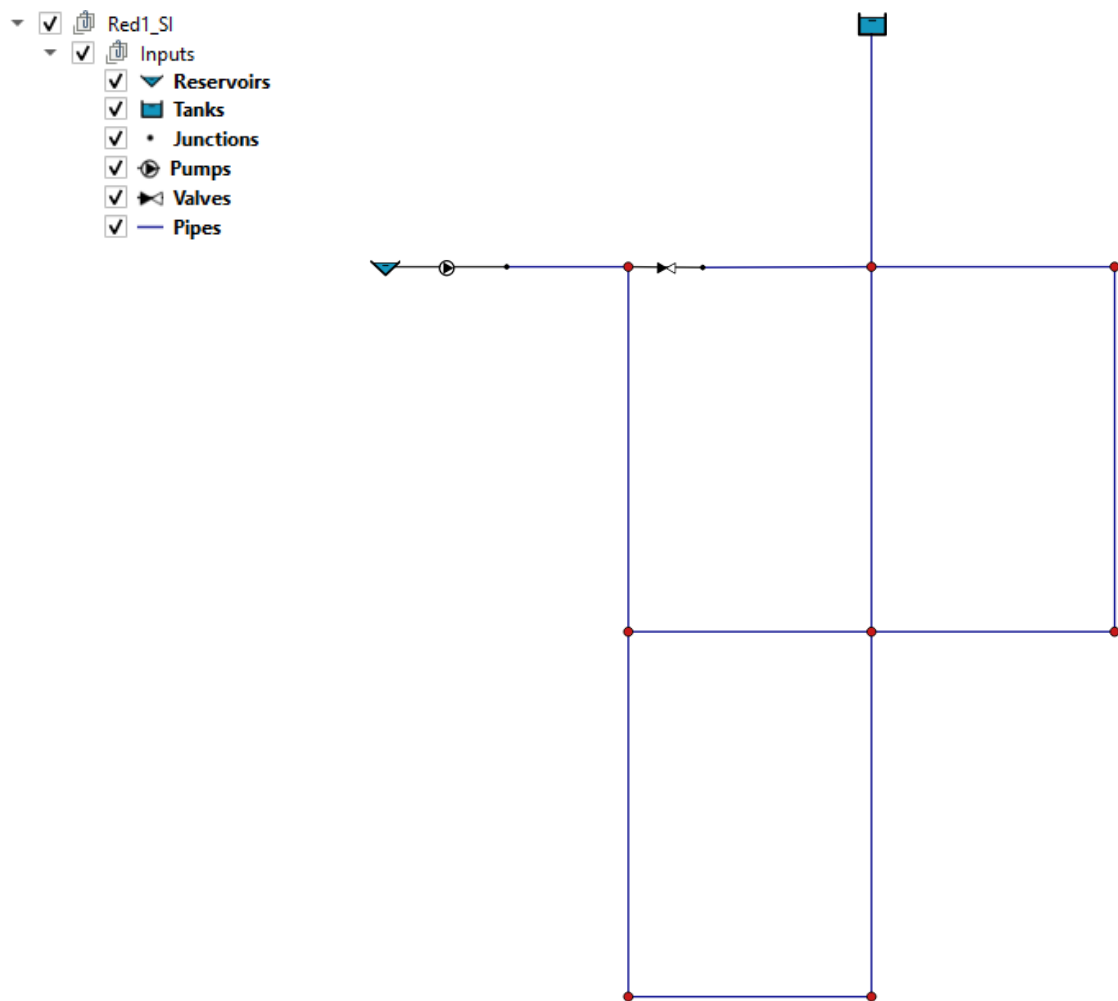 Red1_SI
Inputs
Reservoirs
Tanks
Junctions
Pumps
Valves
Pipes